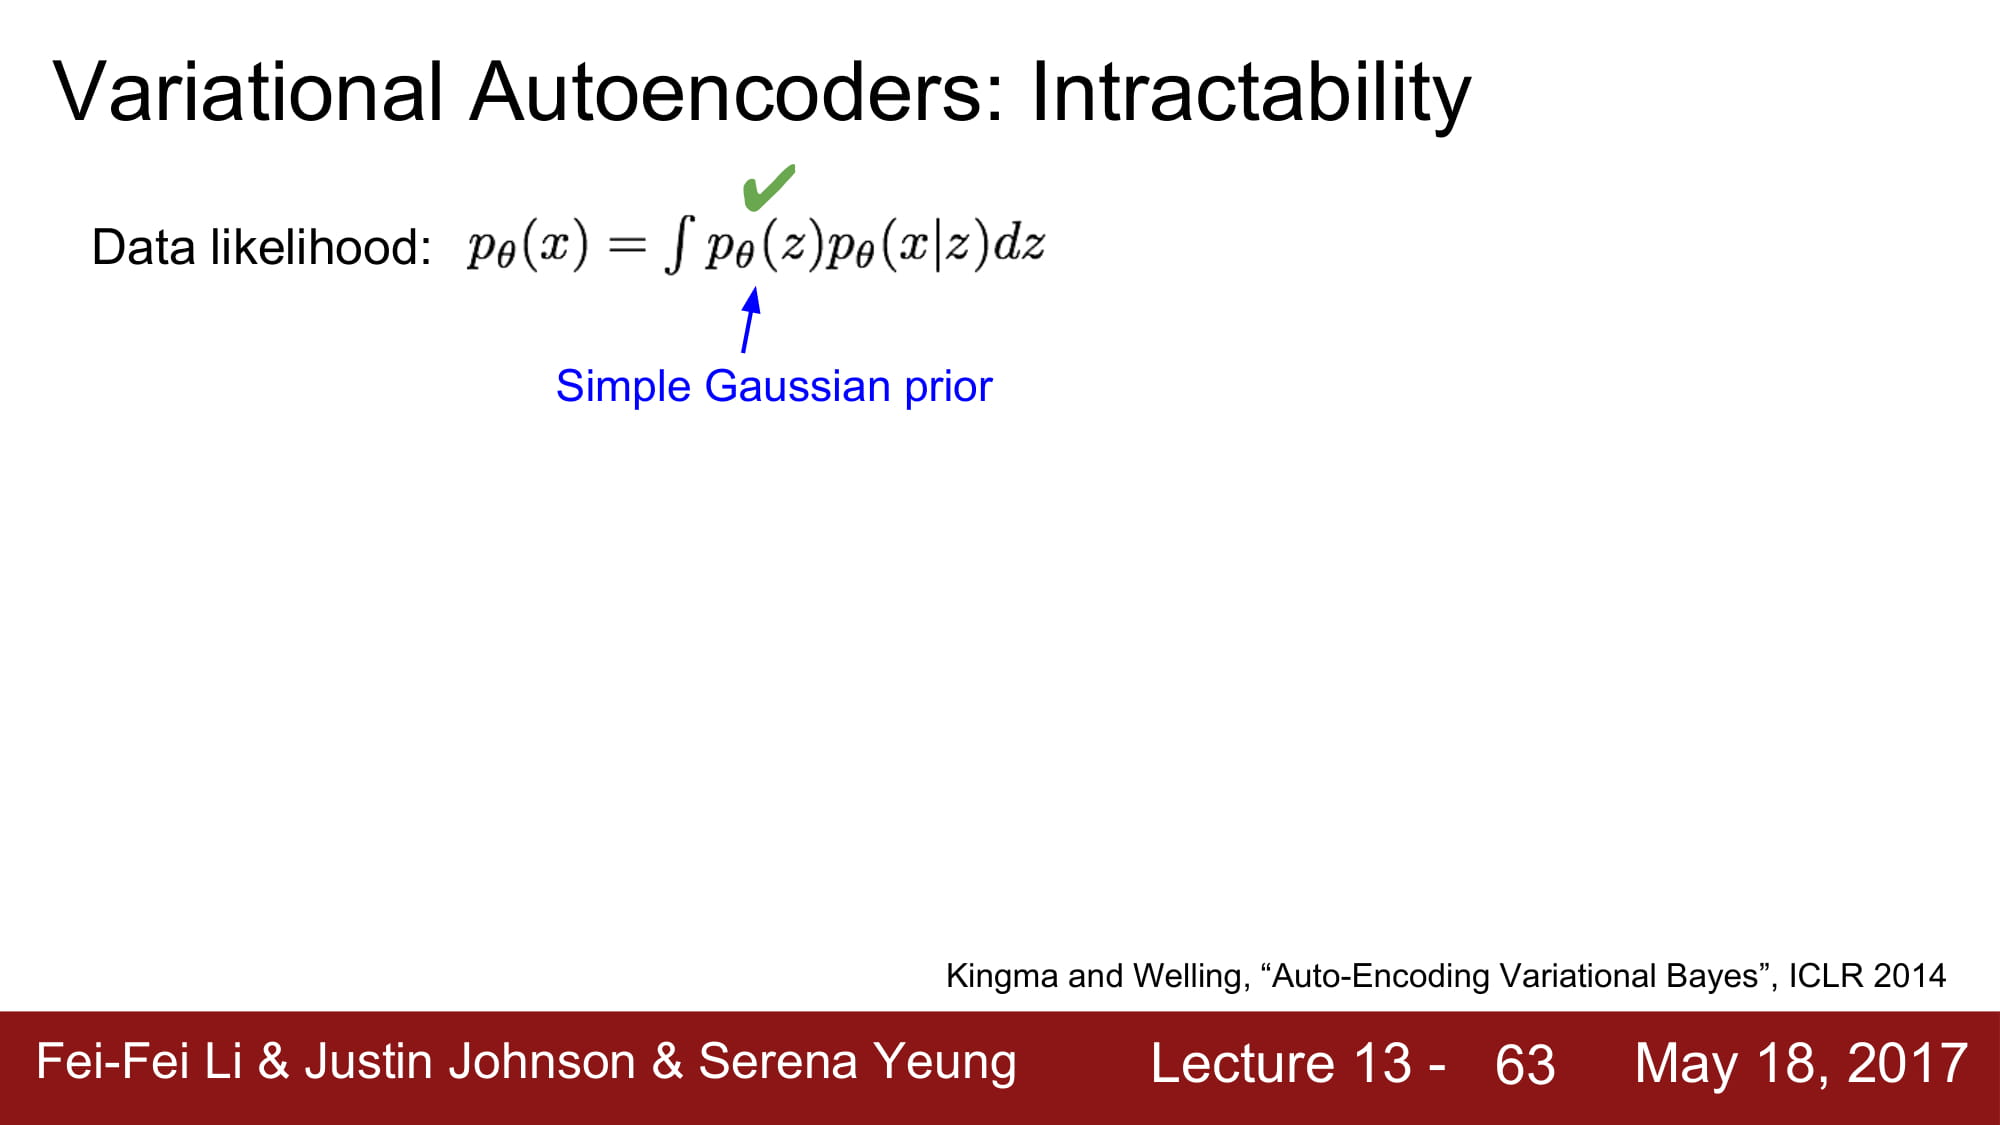 Variational Autoencoders: Intractability
✔
Data likelihood: $p_\theta(x) = \int p_\theta(z)p_\theta(x|z)dz$
Simple Gaussian prior
Kingma and Welling, “Auto-Encoding Variational Bayes”, ICLR 2014
Fei-Fei Li & Justin Johnson & Serena Yeung Lecture 13 - 63 May 18, 2017